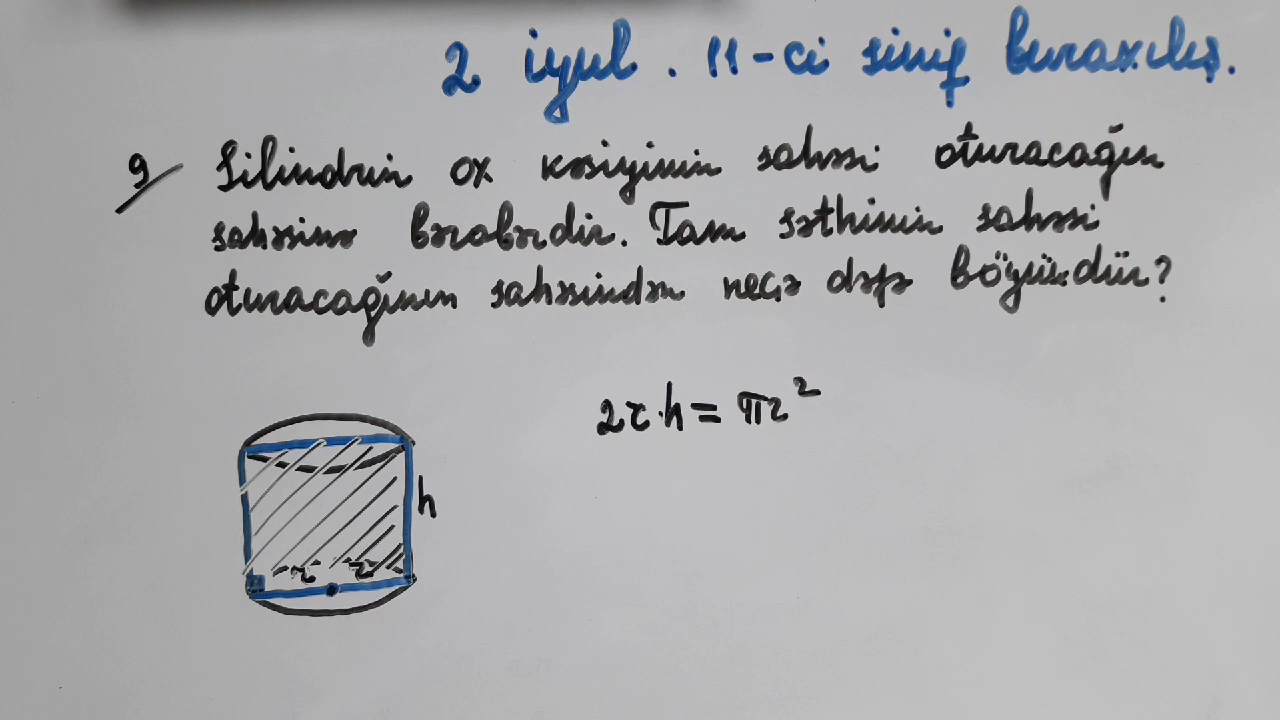 2 iyul. 11-ci sinif buraxılış.
9/ Silindrin ox kəsiyinin sahəsi oturacağın
sahəsinə bərabərdir. Tam səthinin sahəsi
oturacağının sahəsindən neçə dəfə böyükdür?
2r·h = πr²
h
r r